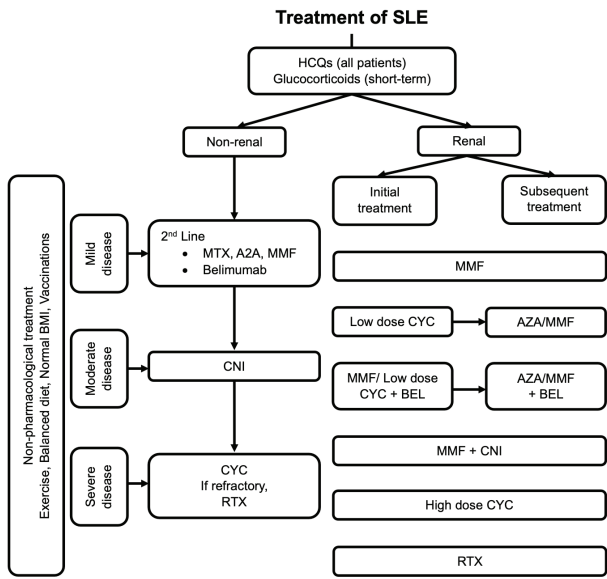 Treatment of SLE
HCQs (all patients)
Glucocorticoids (short-term)
Non-renal
Renal
Initial
treatment
Subsequent
treatment
Non-pharmacological treatment
Exercise, Balanced diet, Normal BMI, Vaccinations
Mild
disease
2nd Line
• MTX, A2A, MMF
• Belimumab
MMF
Low dose CYC
AZA/MMF
Moderate
disease
CNI
MMF/ Low dose
CYC + BEL
AZA/MMF
+ BEL
MMF + CNI
Severe
disease
CYC
If refractory,
RTX
High dose CYC
RTX